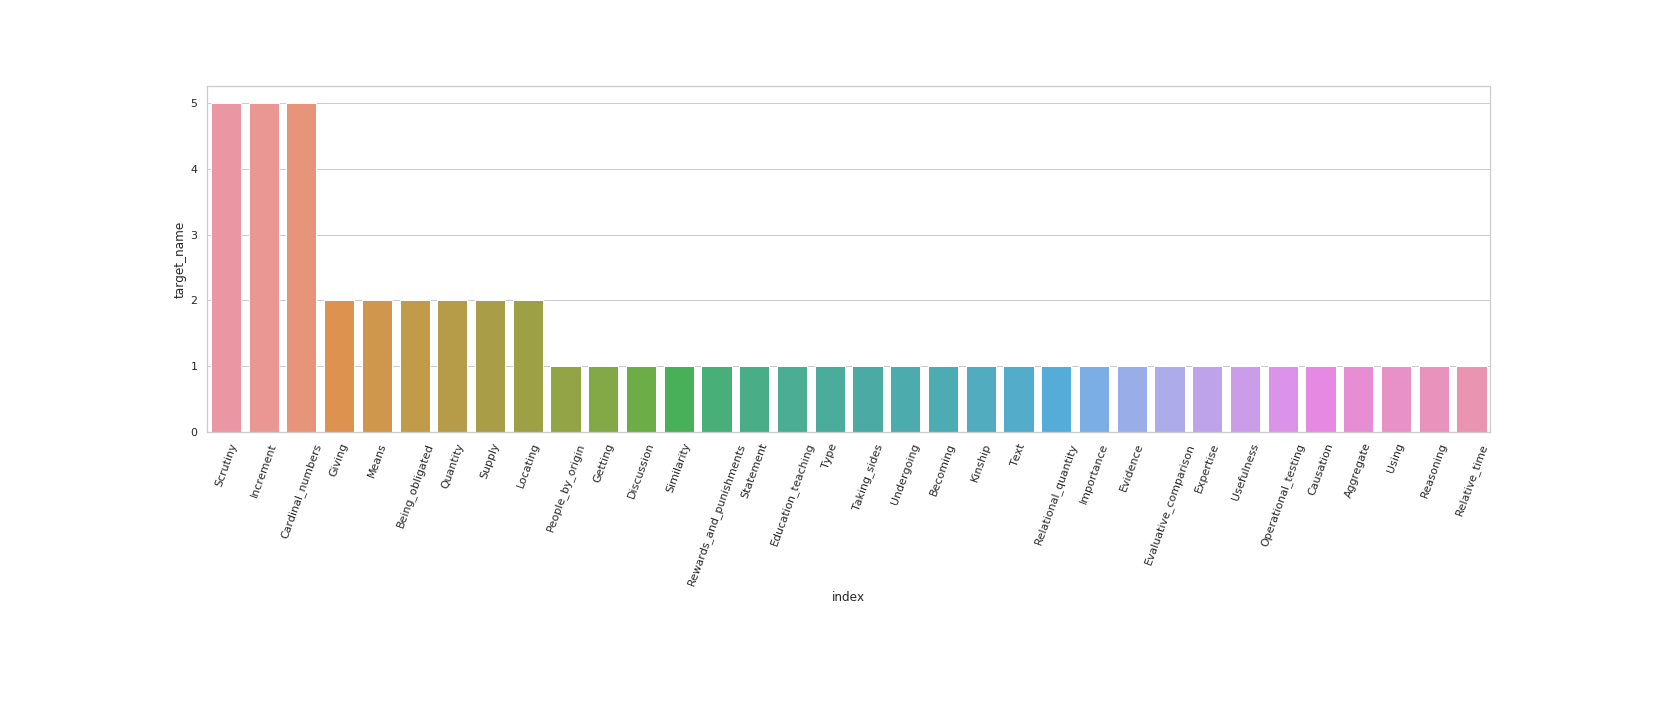 5
4
3
2
1
0
target_name
Scrutiny
Increment
Cardinal_numbers
Giving
Means
Being_obligated
Quantity
Supply
Locating
People_by_origin
Getting
Discussion
Similarity
Rewards_and_punishments
Statement
Education_teaching
Type
Taking_sides
Undergoing
Becoming
Kinship
Text
Relational_quantity
Importance
Evidence
Evaluative_comparison
Expertise
Usefulness
Operational_testing
Causation
Aggregate
Using
Reasoning
Relative_time
index